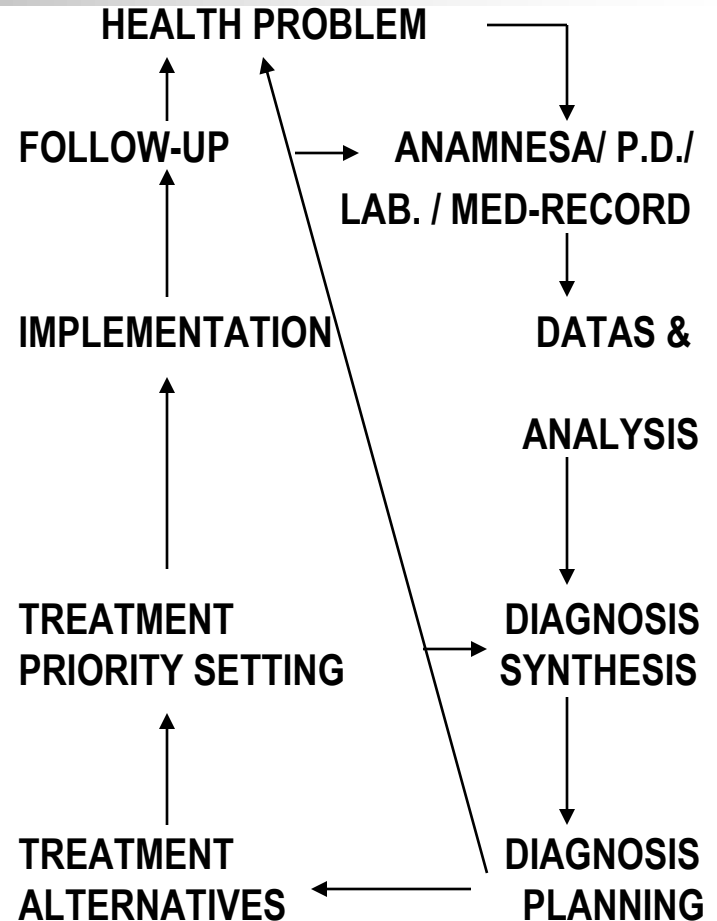 HEALTH PROBLEM
FOLLOW-UP
ANAMNESA/ P.D./
LAB. / MED-RECORD
IMPLEMENTATION
DATAS &
ANALYSIS
TREATMENT
PRIORITY SETTING
DIAGNOSIS
SYNTHESIS
TREATMENT
ALTERNATIVES
DIAGNOSIS
PLANNING